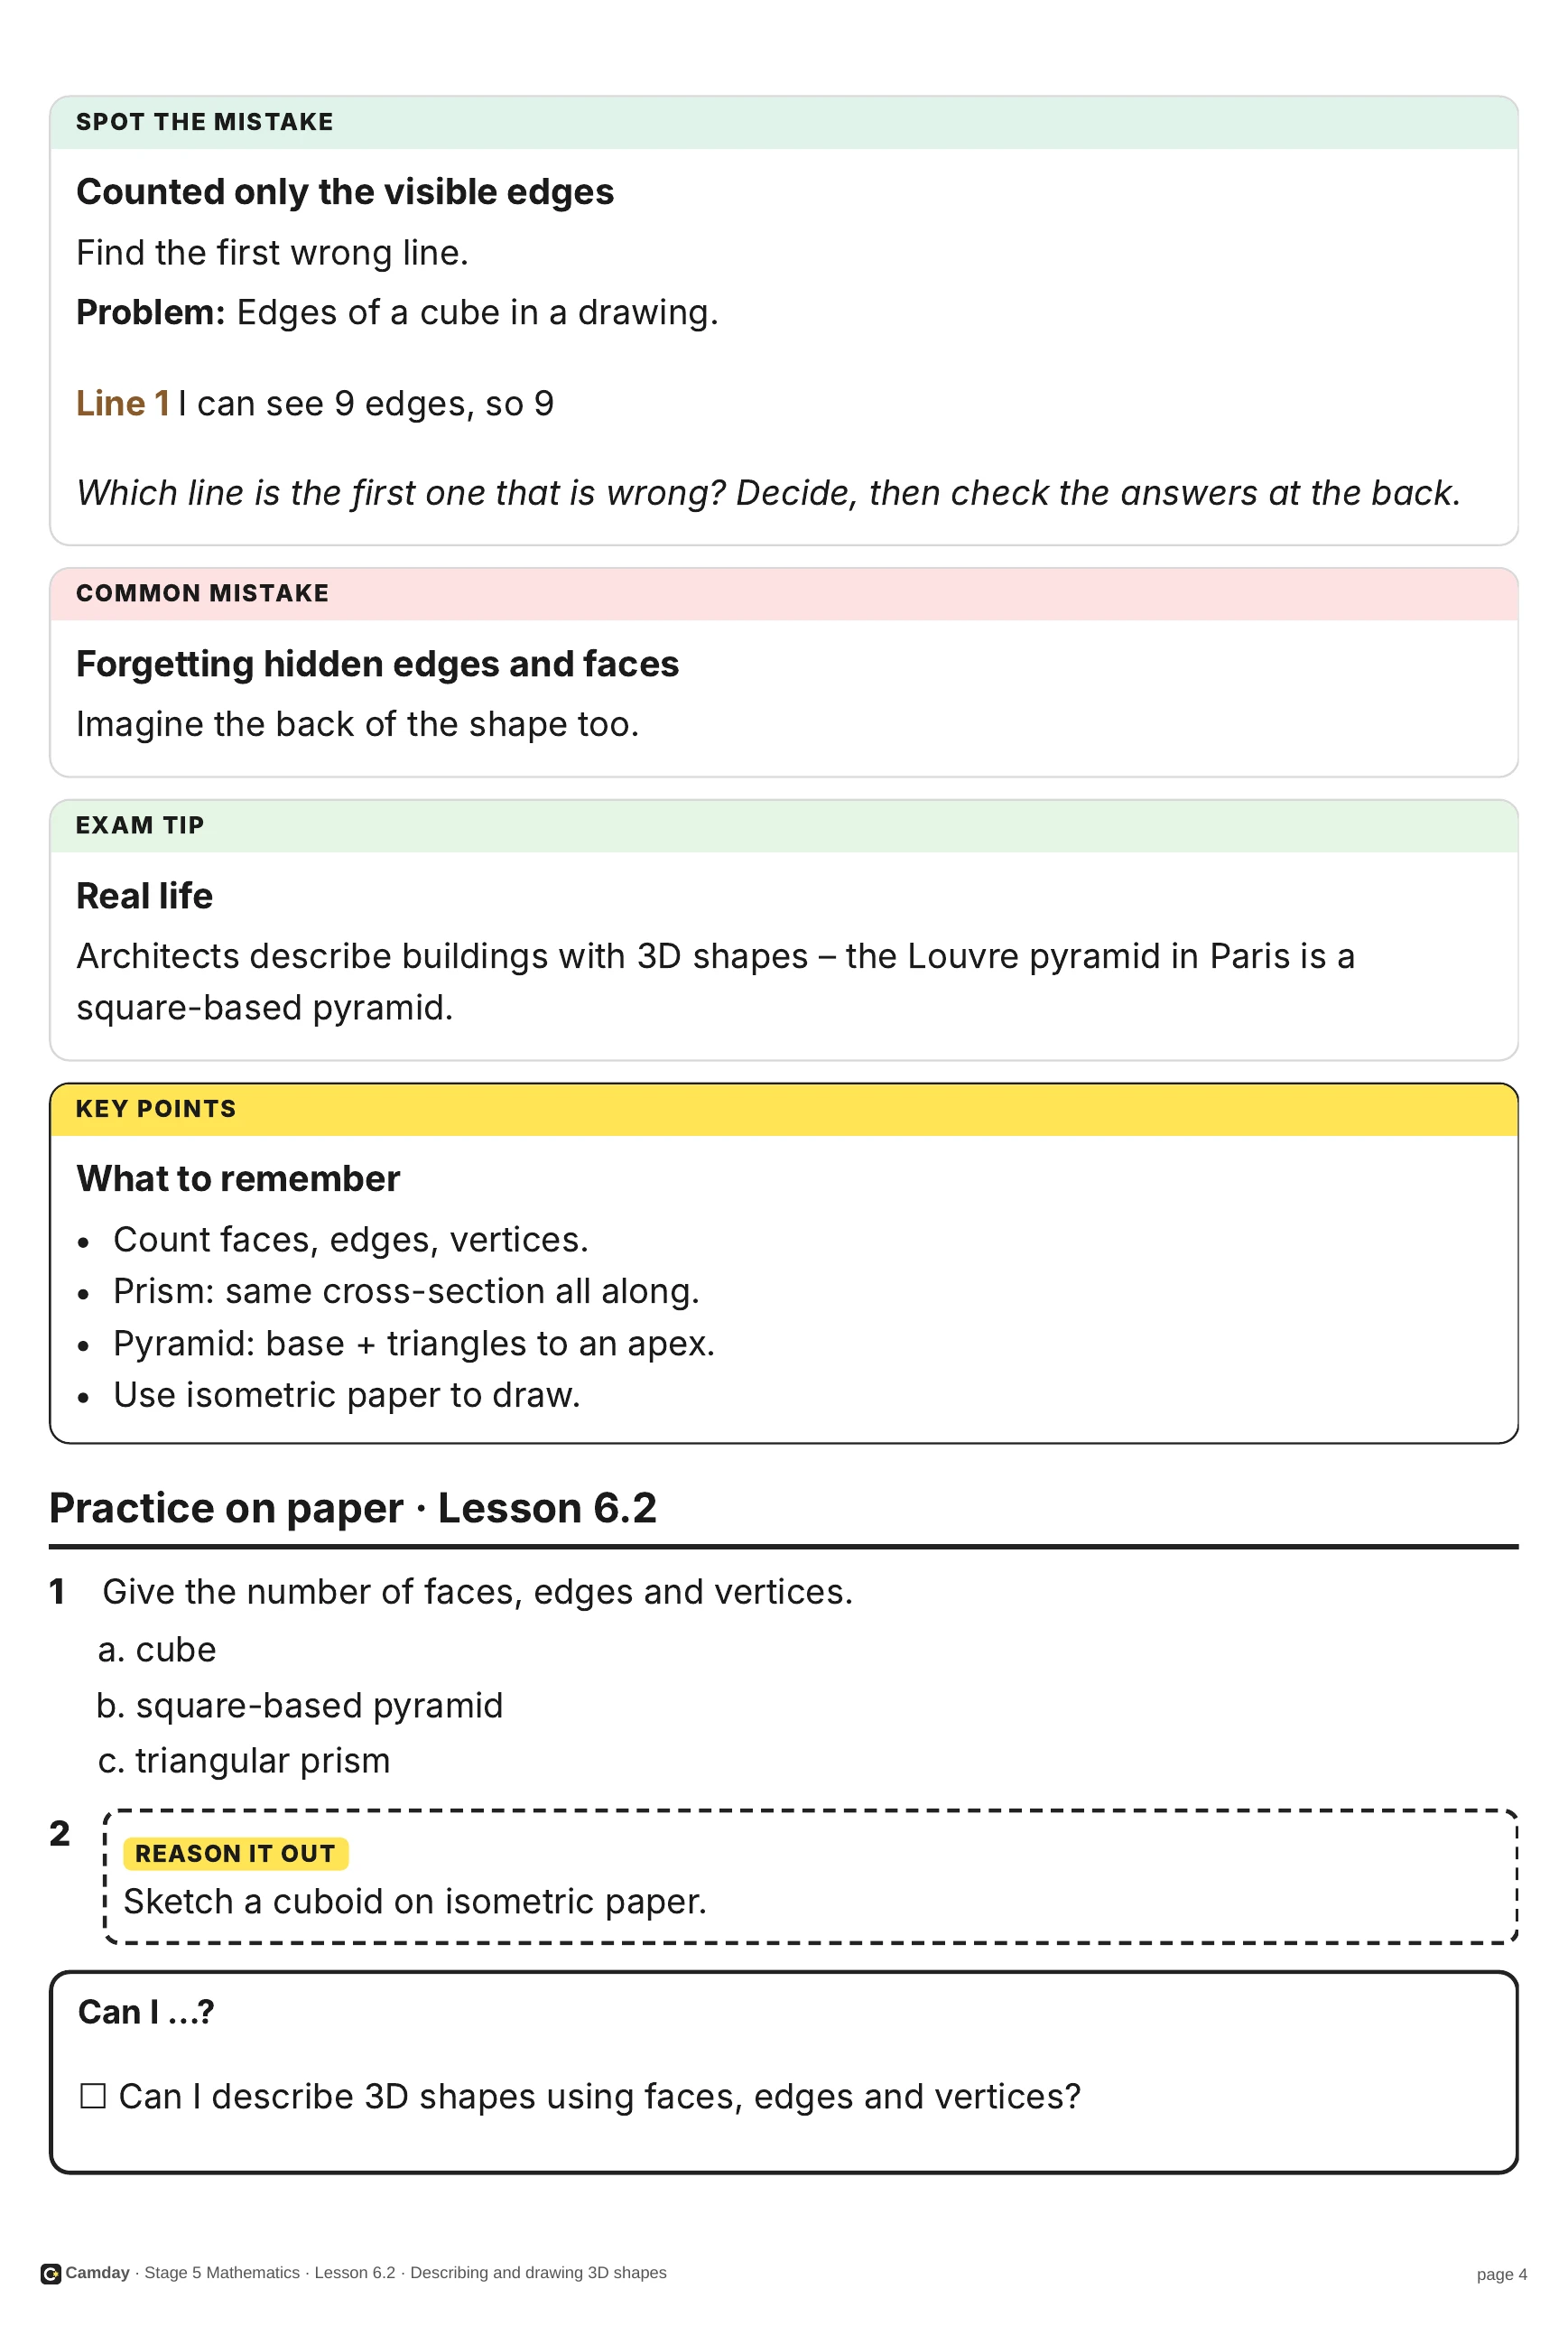 SPOT THE MISTAKE
Counted only the visible edges
Find the first wrong line.
Problem: Edges of a cube in a drawing.
Line 1 I can see 9 edges, so 9
Which line is the first one that is wrong? Decide, then check the answers at the back.
COMMON MISTAKE
Forgetting hidden edges and faces
Imagine the back of the shape too.
EXAM TIP
Real life
Architects describe buildings with 3D shapes – the Louvre pyramid in Paris is a
square-based pyramid.
KEY POINTS
What to remember
• Count faces, edges, vertices.
• Prism: same cross-section all along.
• Pyramid: base + triangles to an apex.
• Use isometric paper to draw.
Practice on paper · Lesson 6.2
1 Give the number of faces, edges and vertices.
a. cube
b. square-based pyramid
c. triangular prism
2 REASON IT OUT
Sketch a cuboid on isometric paper.
Can I …?
☐ Can I describe 3D shapes using faces, edges and vertices?
Camday · Stage 5 Mathematics · Lesson 6.2 · Describing and drawing 3D shapes
page 4